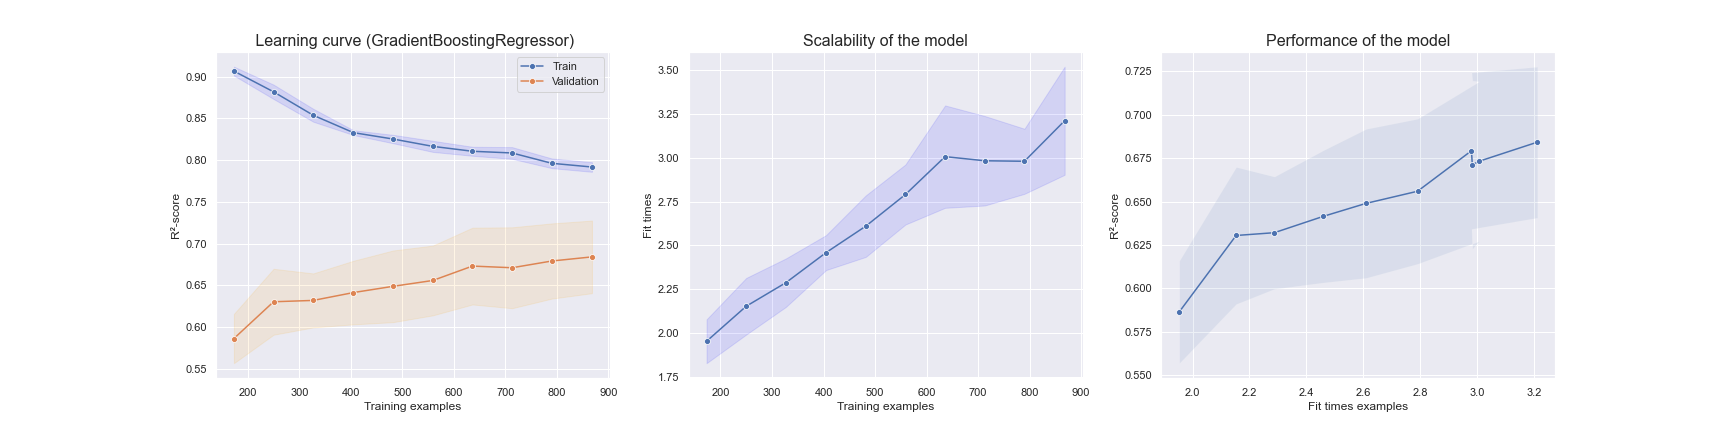 Learning curve (GradientBoostingRegressor)
0.90
0.85
0.80
0.75
0.70
0.65
0.60
0.55
R²-score
Train
Validation
200 300 400 500 600 700 800 900
Training examples
Scalability of the model
3.50
3.25
3.00
2.75
2.50
2.25
2.00
1.75
Fit times
200 300 400 500 600 700 800 900
Training examples
Performance of the model
0.725
0.700
0.675
0.650
0.625
0.600
0.575
0.550
R²-score
2.0 2.2 2.4 2.6 2.8 3.0 3.2
Fit times examples